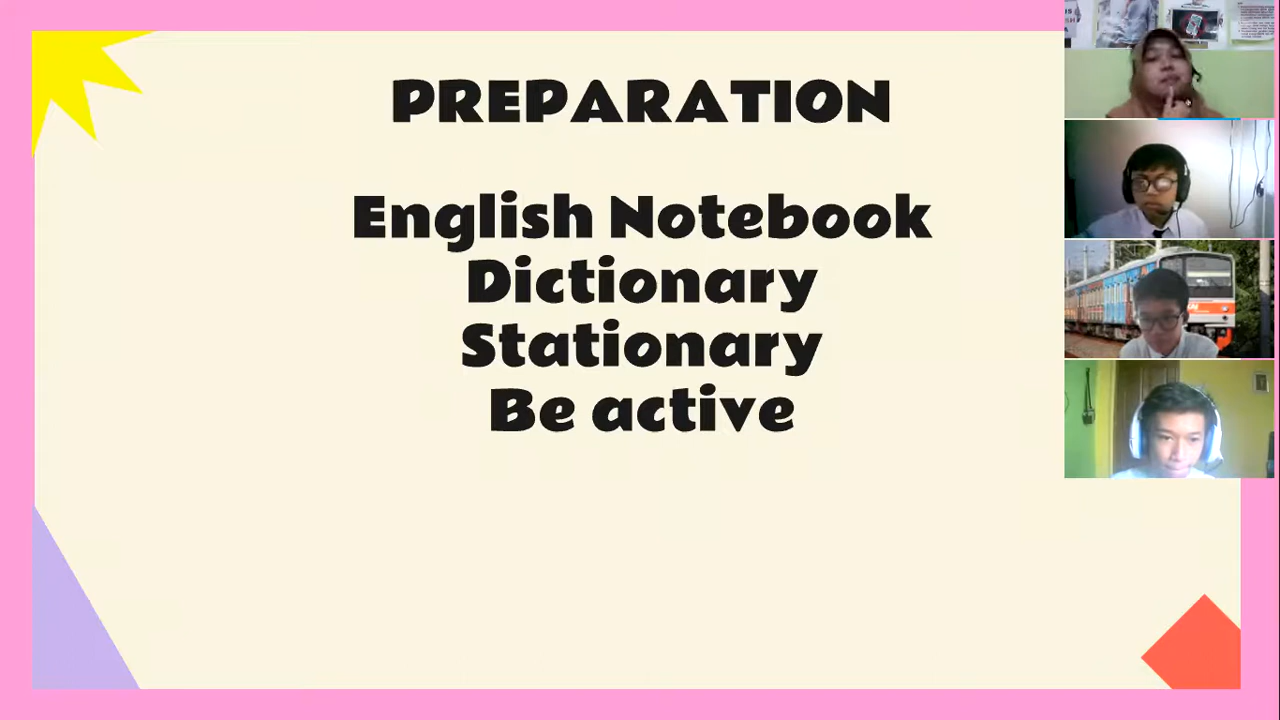 PREPARATION
English Notebook
Dictionary
Stationary
Be active